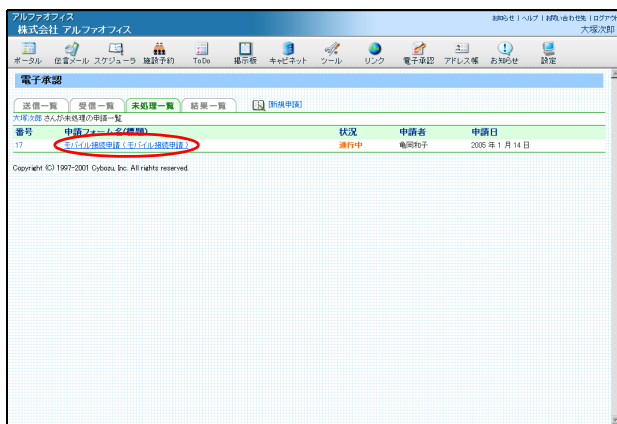 アルファオフィス
お知らせ | ヘルプ | お問い合わせ先 | ログアウト
株式会社 アルファオフィス
大塚次郎
ポータル 伝言メール スケジューラ 施設予約 ToDo 掲示板 キャビネット ツール リンク 電子承認 アドレス帳 お知らせ 設定
電子承認
送信一覧 受信一覧 未処理一覧 結果一覧 [新規申請]
大塚次郎 さんが未処理の申請一覧
番号 申請フォーム名(標題) 状況 申請者 申請日
17 モバイル接続申請 ( モバイル接続申請 ) 進行中 亀岡和子 2005 年 1 月 14 日
Copyright (C) 1997-2001 Cybozu, Inc. All rights reserved.